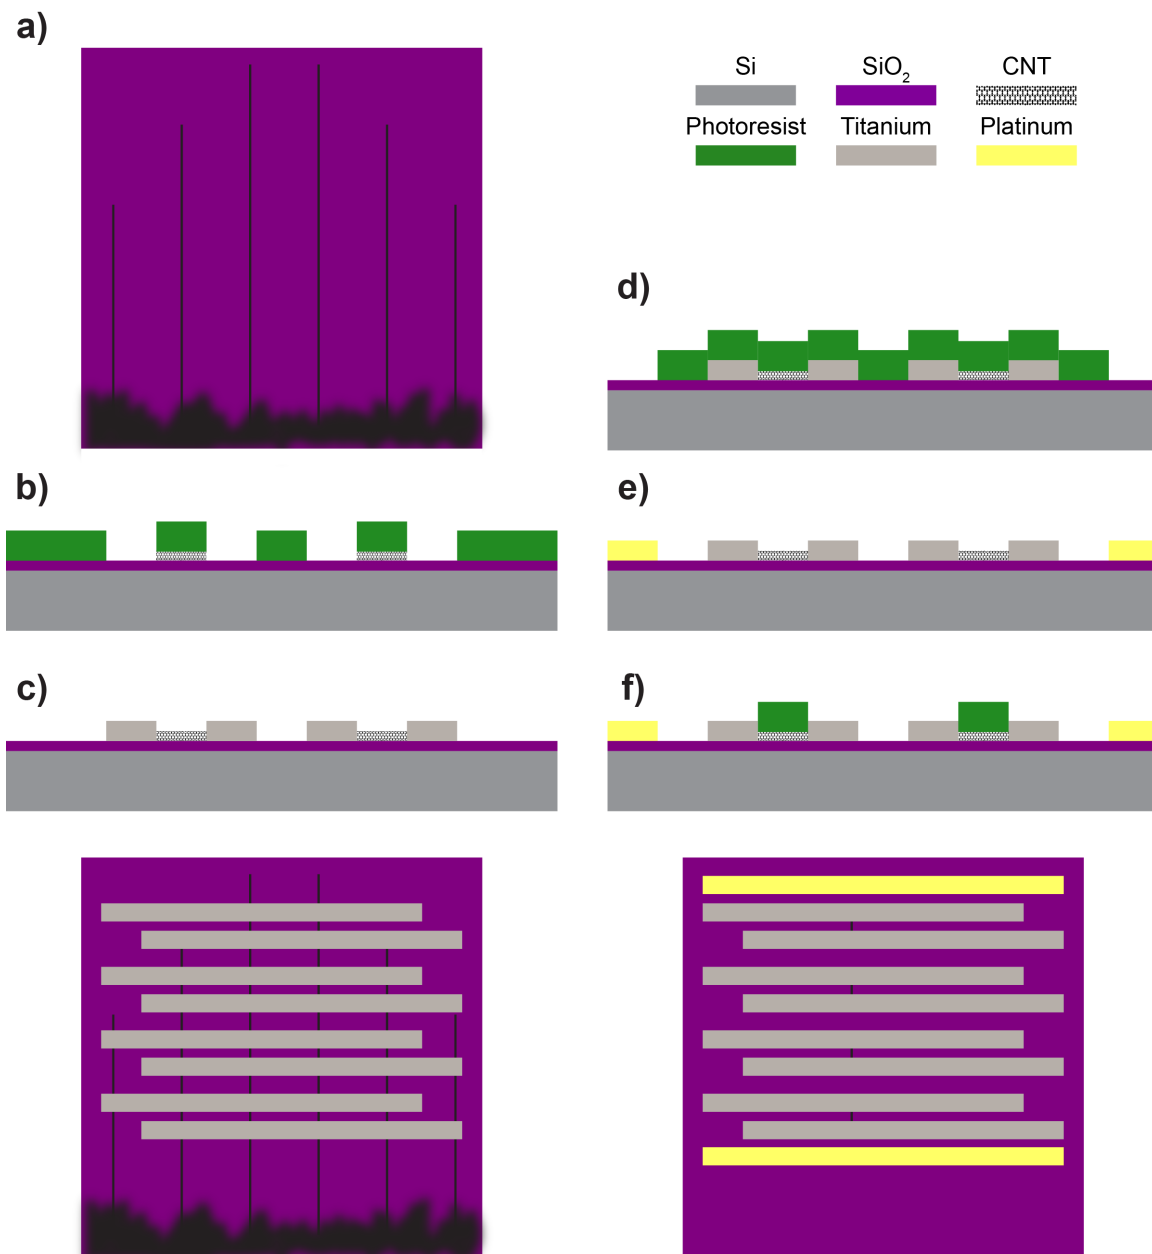 a)
Si SiO₂ CNT
Photoresist Titanium Platinum
d)
b)
e)
c)
f)